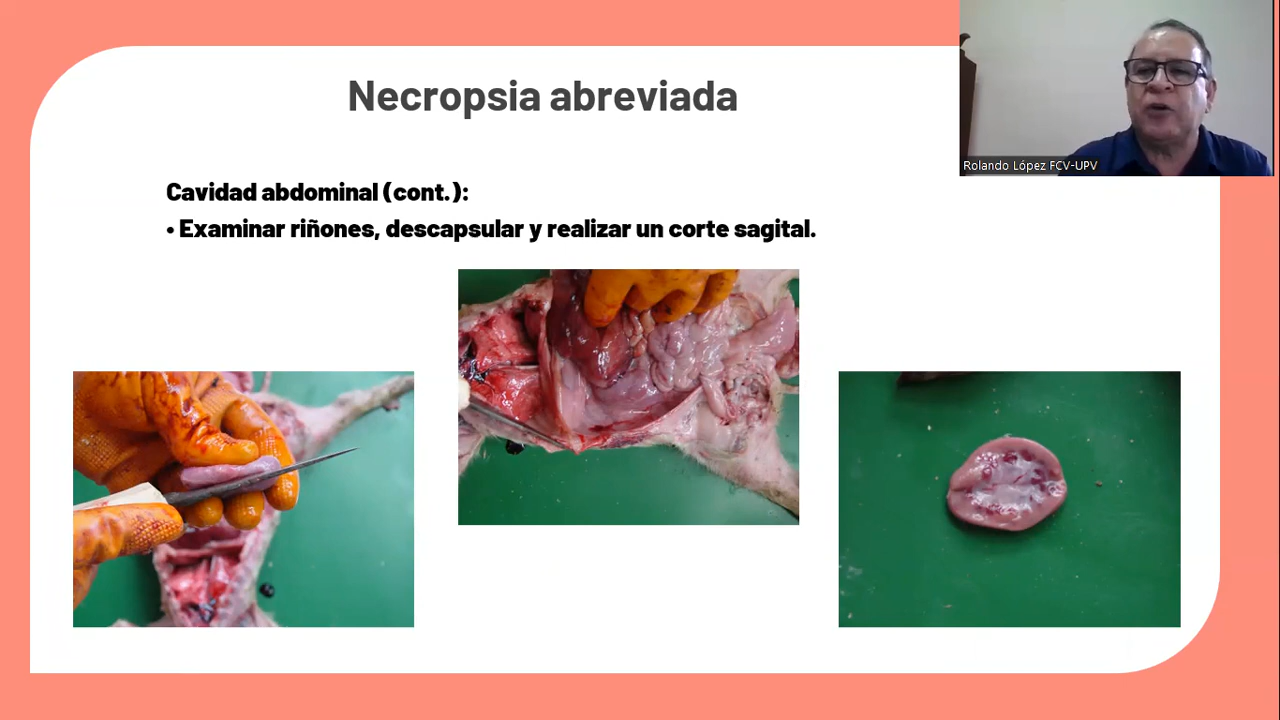 Necropsia abreviada
Rolando López FCV-UPV
Cavidad abdominal (cont.):
• Examinar riñones, descapsular y realizar un corte sagital.